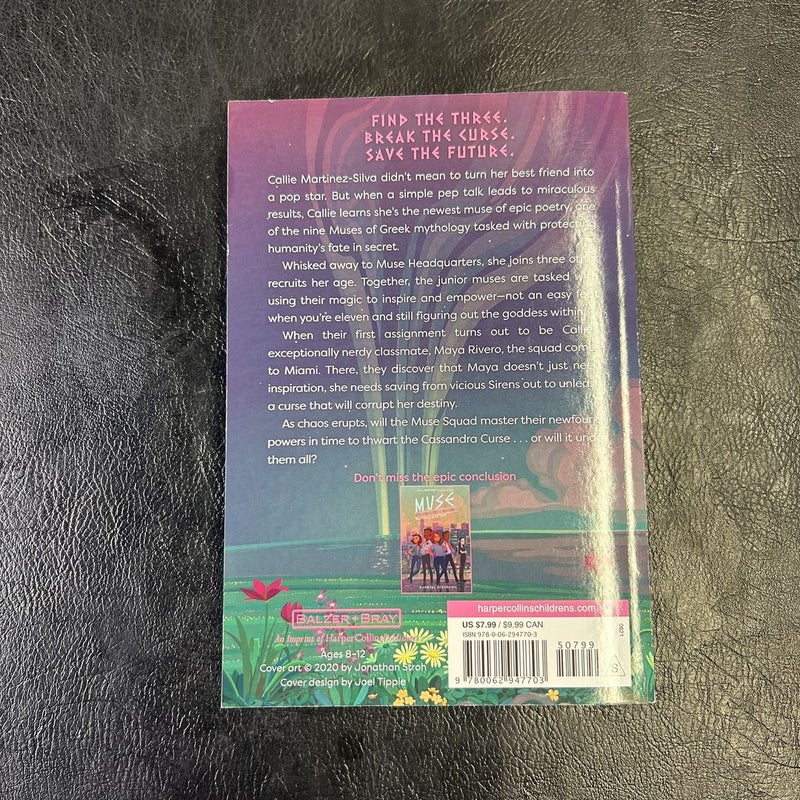 FIND THE THREE.
BREAK THE CURSE.
SAVE THE FUTURE.
Callie Martinez-Silva didn't mean to turn her best friend into
a pop star. But when a simple pep talk leads to miraculous
results, Callie learns she's the newest muse of epic poetry, one
of the nine Muses of Greek mythology tasked with protecting
humanity's fate in secret.
Whisked away to Muse Headquarters, she joins three
recruits her age. Together, the junior muses are tasked
using their magic to inspire and empower—not an easy
when you're eleven and still figuring out the goddess within.
When their first assignment turns out to be
exceptionally nerdy classmate, Maya Rivero, the squad
to Miami. There, they discover that Maya doesn't just
inspiration, she needs saving from vicious Sirens out to
a curse that will corrupt her destiny.
As chaos erupts, will the Muse Squad master their
powers in time to thwart the Cassandra Curse . . . or will it
them all?
Don't miss the epic conclusion
MUSE
BALZER + BRAY
An Imprint of HarperCollinsPublishers
Ages 8–12
Cover art © 2020 by Jonathan Stroh
Cover design by Joel Tippie
harpercollinschildrens.com
US $7.99 / $9.99 CAN
ISBN 978-0-06-294770-3
50799
9 780062 947703
0621
S